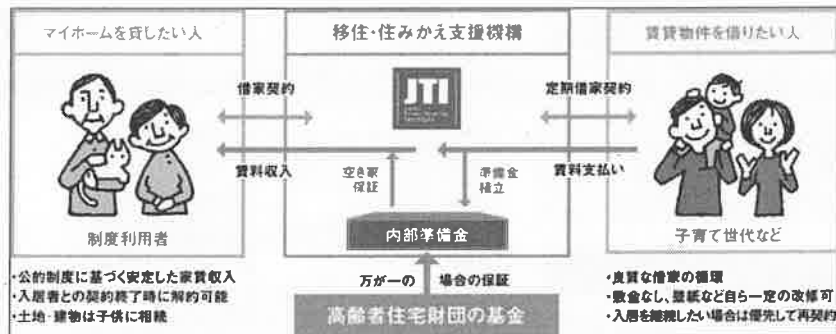 マイホームを貸したい人
移住・住みかえ支援機構
賃貸物件を借りたい人
借家契約
JTI
定期借家契約
賃料収入
空き家
保証
準備金
積立
賃料支払い
制度利用者
内部準備金
子育て世代など
・公的制度に基づく安定した家賃収入
・入居者との契約終了時に解約可能
・土地・建物は子供に相続
万が一の 場合の保証
高齢者住宅財団の基金
・良質な借家の循環
・敷金なし、壁紙など自ら一定の改修可
・入居を継続したい場合は優先して再契約